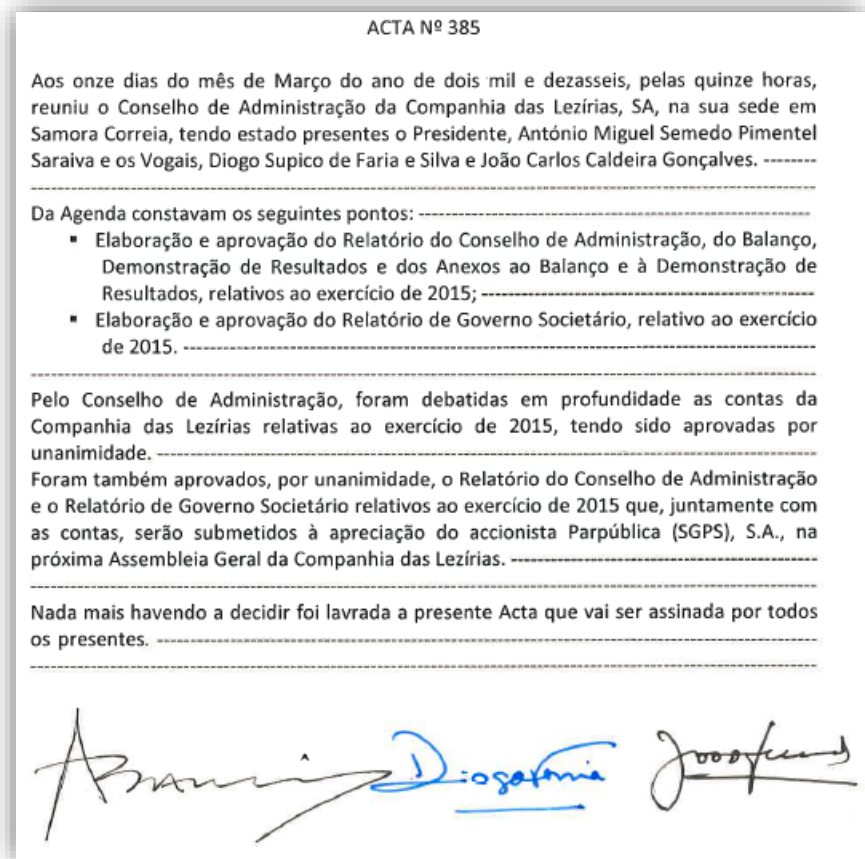 ACTA Nº 385
Aos onze dias do mês de Março do ano de dois mil e dezasseis, pelas quinze horas,
reuniu o Conselho de Administração da Companhia das Lezírias, SA, na sua sede em
Samora Correia, tendo estado presentes o Presidente, António Miguel Semedo Pimentel
Saraiva e os Vogais, Diogo Supico de Faria e Silva e João Carlos Caldeira Gonçalves. --------
Da Agenda constavam os seguintes pontos: ----------
▪ Elaboração e aprovação do Relatório do Conselho de Administração, do Balanço,
Demonstração de Resultados e dos Anexos ao Balanço e à Demonstração de
Resultados, relativos ao exercício de 2015; ----------
▪ Elaboração e aprovação do Relatório de Governo Societário, relativo ao exercício
de 2015. ----------
Pelo Conselho de Administração, foram debatidas em profundidade as contas da
Companhia das Lezírias relativas ao exercício de 2015, tendo sido aprovadas por
unanimidade. ----------
Foram também aprovados, por unanimidade, o Relatório do Conselho de Administração
e o Relatório de Governo Societário relativos ao exercício de 2015 que, juntamente com
as contas, serão submetidos à apreciação do accionista Parpública (SGPS), S.A., na
próxima Assembleia Geral da Companhia das Lezírias. ----------
Nada mais havendo a decidir foi lavrada a presente Acta que vai ser assinada por todos
os presentes. ----------